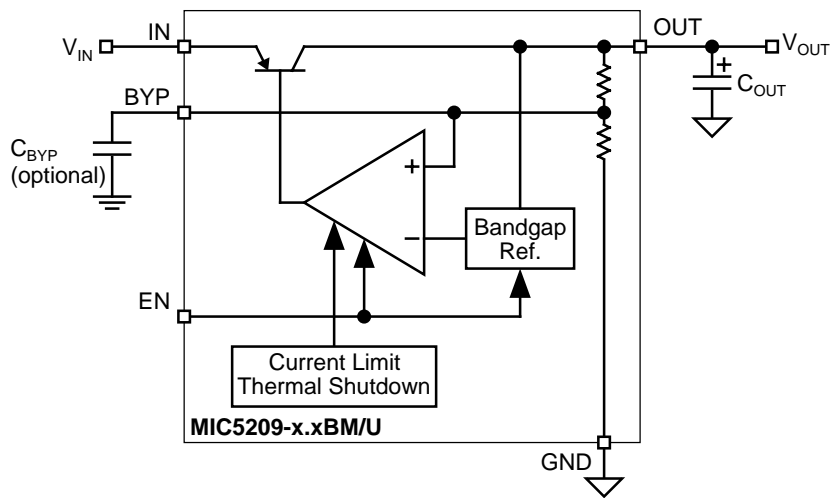 V_IN
IN
OUT
V_OUT
BYP
+
C_OUT
C_BYP
(optional)
+
−
Bandgap
Ref.
EN
Current Limit
Thermal Shutdown
MIC5209-x.xBM/U
GND